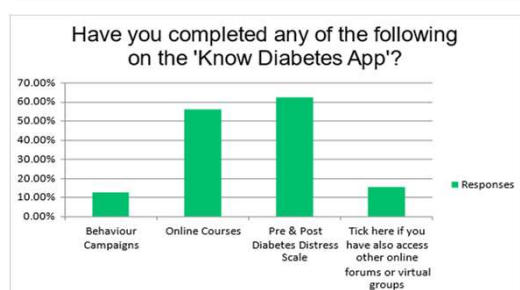 Have you completed any of the following
on the 'Know Diabetes App'?
70.00%
60.00%
50.00%
40.00%
30.00%
20.00%
10.00%
0.00%
Behaviour
Campaigns
Online Courses
Pre & Post
Diabetes Distress
Scale
Tick here if you
have also access
other online
forums or virtual
groups
Responses